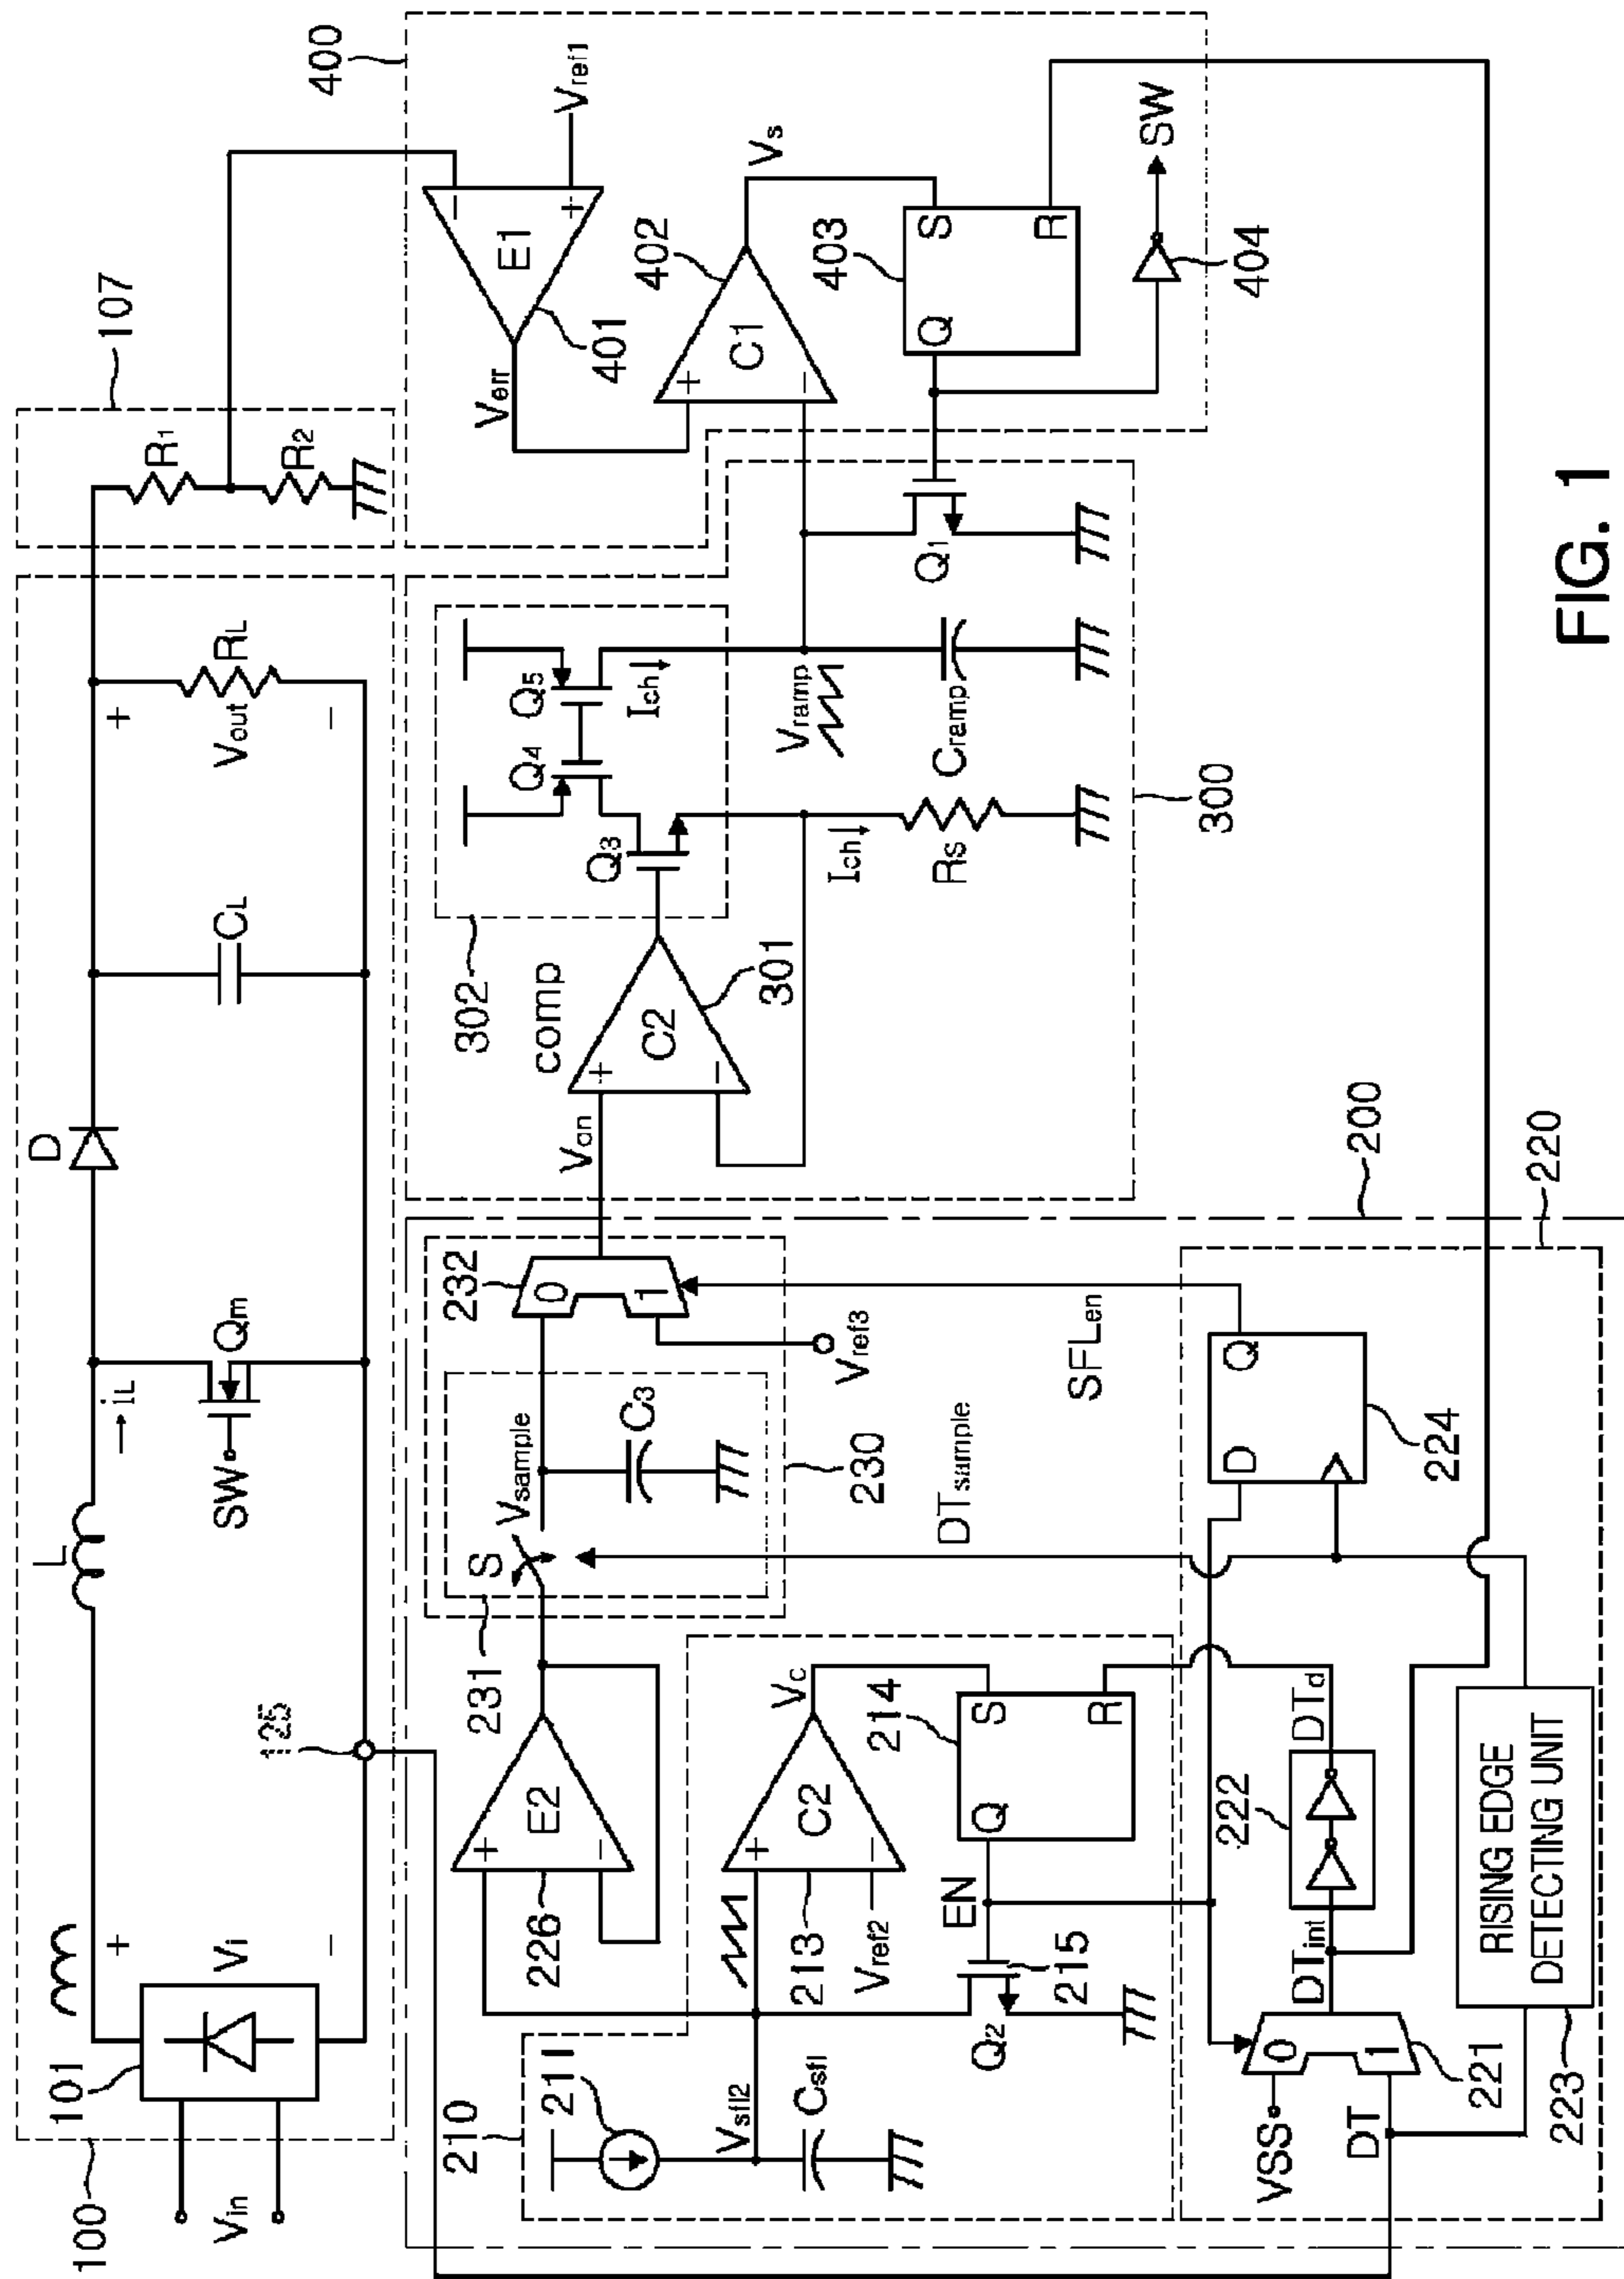 100
101
Vin
Vi
+
−
L
iL
SW
Qm
D
CL
+
Vout
−
RL
107
R1
R2
125
400
E1
−
+
Vref1
401
Verr
402
C1
+
−
Vs
403
S
Q
R
404
SW
Q1
302
Q4
Q5
Q3
Ich
Ich
Vramp
Cramp
RS
300
comp
C2
+
−
301
Von
200
232
0
1
Vref3
231
S
Vsample
C3
230
DTsample
SFLen
E2
+
−
226
210
211
Vsfl2
Csfl
C2
+
−
213
Vref2
Vc
214
S
Q
R
EN
215
Q2
220
221
0
1
VSS
DT
DTint
222
DTd
223
RISING EDGE
DETECTING UNIT
224
D
Q
FIG. 1